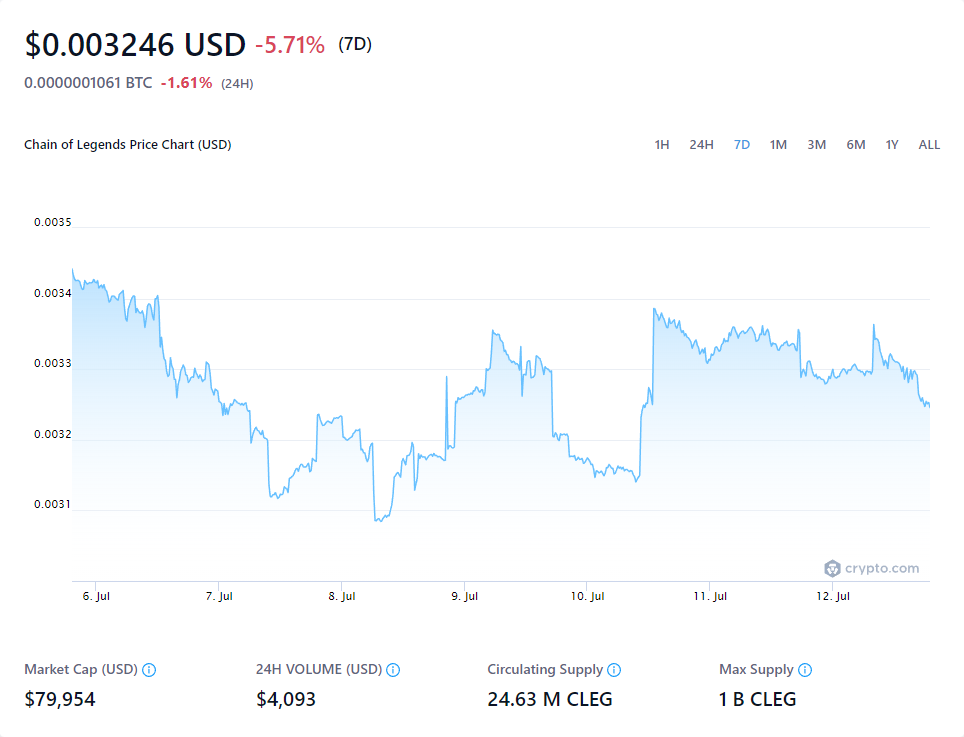 $0.003246 USD -5.71% (7D)
0.0000001061 BTC -1.61% (24H)
Chain of Legends Price Chart (USD) 1H 24H 7D 1M 3M 6M 1Y ALL
0.0035
0.0034
0.0033
0.0032
0.0031
crypto.com
6. Jul 7. Jul 8. Jul 9. Jul 10. Jul 11. Jul 12. Jul
Market Cap (USD) 24H VOLUME (USD) Circulating Supply Max Supply
$79,954 $4,093 24.63 M CLEG 1 B CLEG